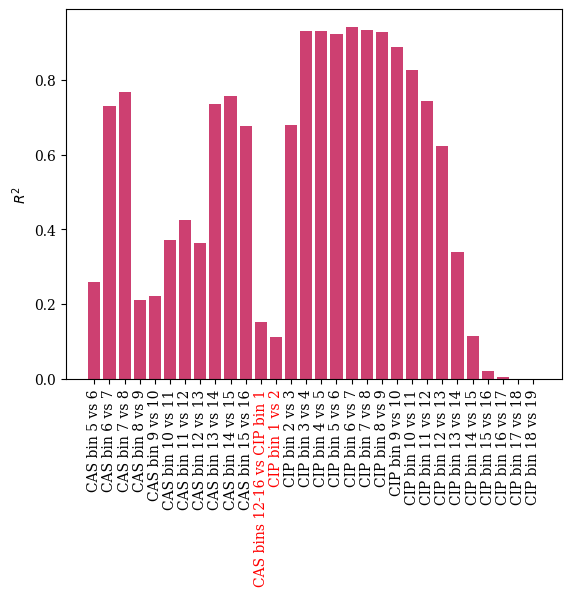 0.8
0.6
0.4
0.2
0.0
R²
CAS bin 5 vs 6
CAS bin 6 vs 7
CAS bin 7 vs 8
CAS bin 8 vs 9
CAS bin 9 vs 10
CAS bin 10 vs 11
CAS bin 11 vs 12
CAS bin 12 vs 13
CAS bin 13 vs 14
CAS bin 14 vs 15
CAS bin 15 vs 16
CAS bins 12-16 vs CIP bin 1
CIP bin 1 vs 2
CIP bin 2 vs 3
CIP bin 3 vs 4
CIP bin 4 vs 5
CIP bin 5 vs 6
CIP bin 6 vs 7
CIP bin 7 vs 8
CIP bin 8 vs 9
CIP bin 9 vs 10
CIP bin 10 vs 11
CIP bin 11 vs 12
CIP bin 12 vs 13
CIP bin 13 vs 14
CIP bin 14 vs 15
CIP bin 15 vs 16
CIP bin 16 vs 17
CIP bin 17 vs 18
CIP bin 18 vs 19